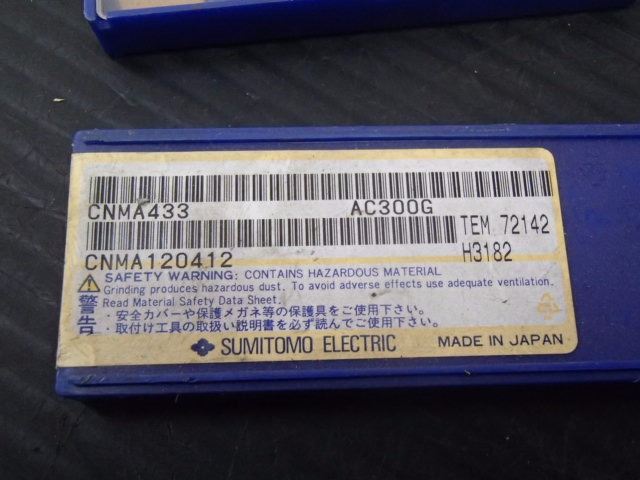 CNMA433 AC300G
TEM 72142
CNMA120412 H3182
SAFETY WARNING: CONTAINS HAZARDOUS MATERIAL
Grinding produces hazardous dust. To avoid adverse effects use adequate ventilation.
Read Material Safety Data Sheet.
警告
・安全カバーや保護メガネ等の保護具をご使用下さい。
・取付け工具の取扱い説明書を必ず読んでご使用下さい。
SUMITOMO ELECTRIC MADE IN JAPAN